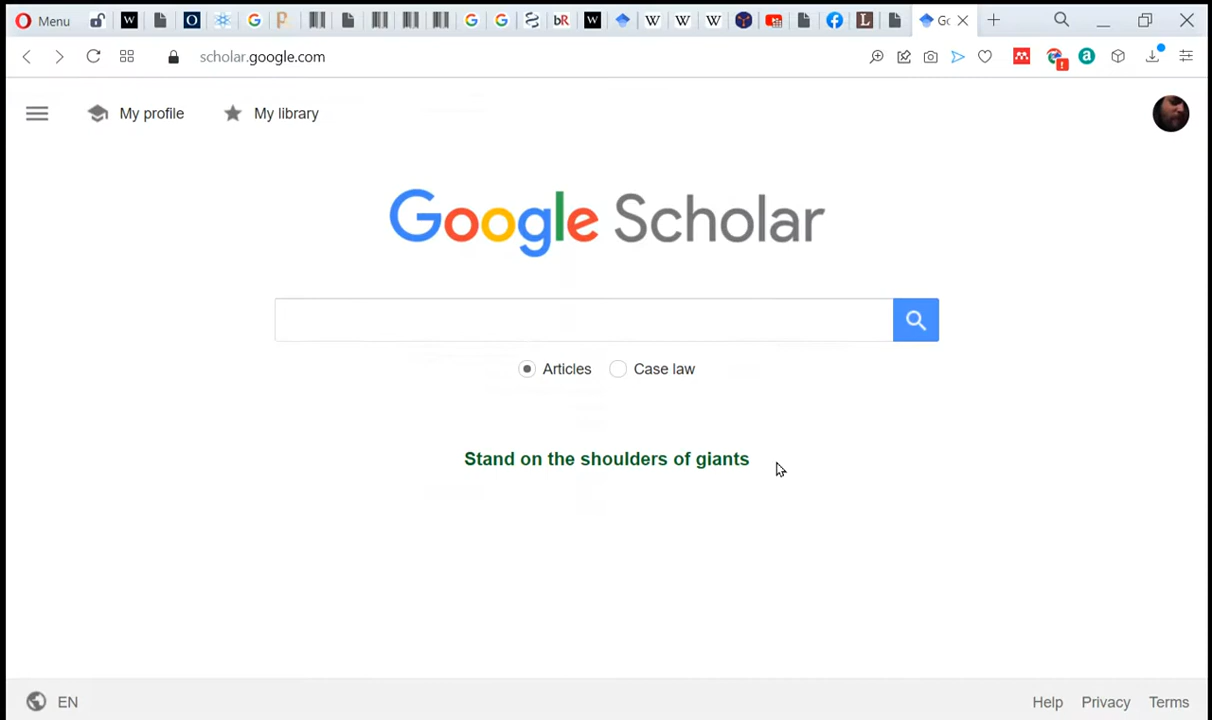 Menu
Go
scholar.google.com
My profile My library
Google Scholar
Articles Case law
Stand on the shoulders of giants
EN Help Privacy Terms